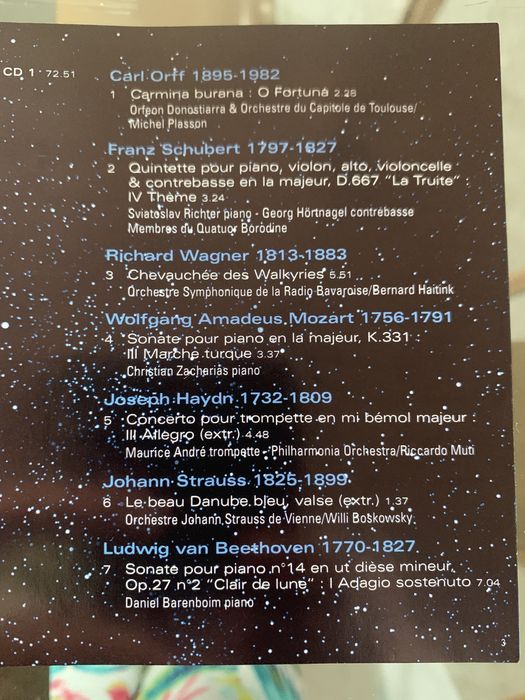 CD 1 72.51
Carl Orff 1895-1982
1 Carmina burana : O Fortuna 2.28
Orfeon Donostiarra & Orchestre du Capitole de Toulouse/
Michel Plasson
Franz Schubert 1797-1827
2 Quintette pour piano, violon, alto, violoncelle
& contrebasse en la majeur, D.667 "La Truite" :
IV Thème 3.24
Sviatoslav Richter piano - Georg Hörtnagel contrebasse
Membres du Quatuor Borodine
Richard Wagner 1813-1883
3 Chevauchée des Walkyries 5.51
Orchestre Symphonique de la Radio Bavaroise/Bernard Haitink
Wolfgang Amadeus Mozart 1756-1791
4 Sonate pour piano en la majeur, K.331 :
III Marche turque 3.37
Christian Zacharias piano
Joseph Haydn 1732-1809
5 Concerto pour trompette en mi bémol majeur :
III Allegro (extr.) 4.48
Maurice André trompette - Philharmonia Orchestra/Riccardo Muti
Johann Strauss 1825-1899
6 Le beau Danube bleu, valse (extr.) 1.37
Orchestre Johann Strauss de Vienne/Willi Boskowsky
Ludwig van Beethoven 1770-1827
7 Sonate pour piano n°14 en ut dièse mineur,
Op.27 n°2 "Clair de lune" : I Adagio sostenuto 7.04
Daniel Barenboim piano
3